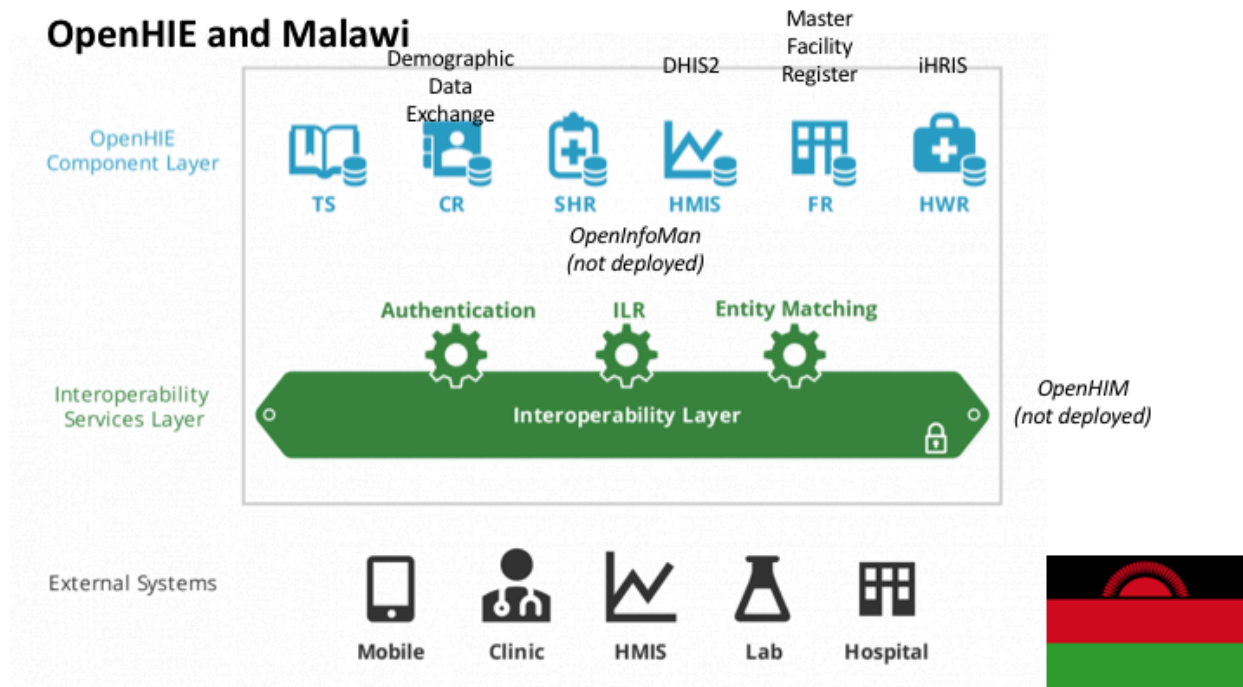 OpenHIE and Malawi
Demographic
Data
Exchange
DHIS2
Master
Facility
Register
iHRIS
OpenHIE
Component Layer
TS
CR
SHR
HMIS
FR
HWR
OpenInfoMan
(not deployed)
Authentication
ILR
Entity Matching
Interoperability
Services Layer
Interoperability Layer
OpenHIM
(not deployed)
External Systems
Mobile
Clinic
HMIS
Lab
Hospital